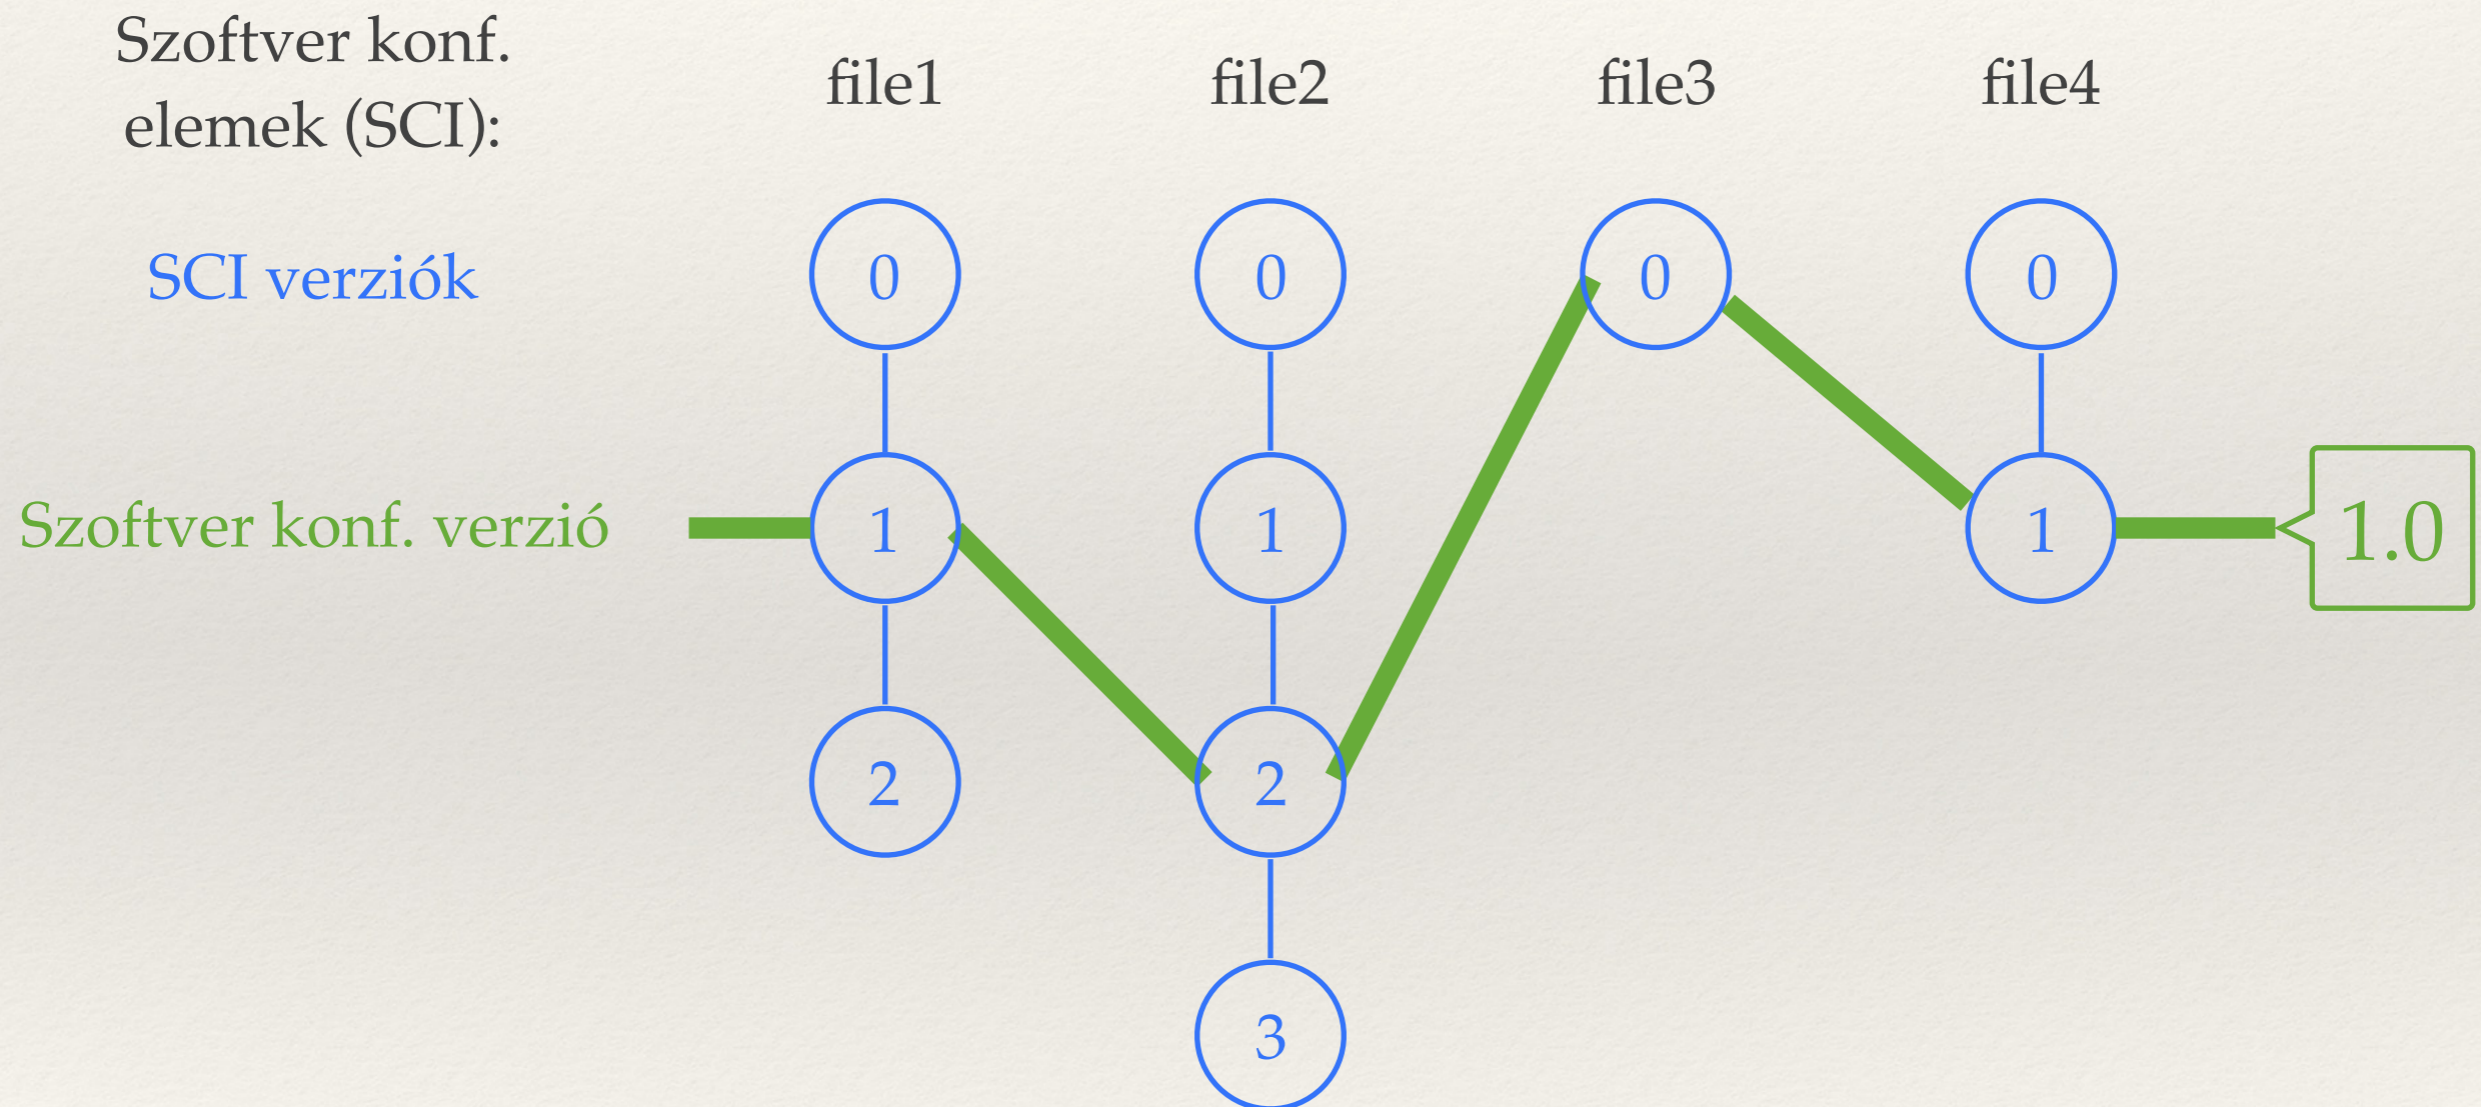 Szoftver konf.
elemek (SCI):
file1 file2 file3 file4
SCI verziók 0 0 0 0
Szoftver konf. verzió 1 1 1 1.0
2 2
3